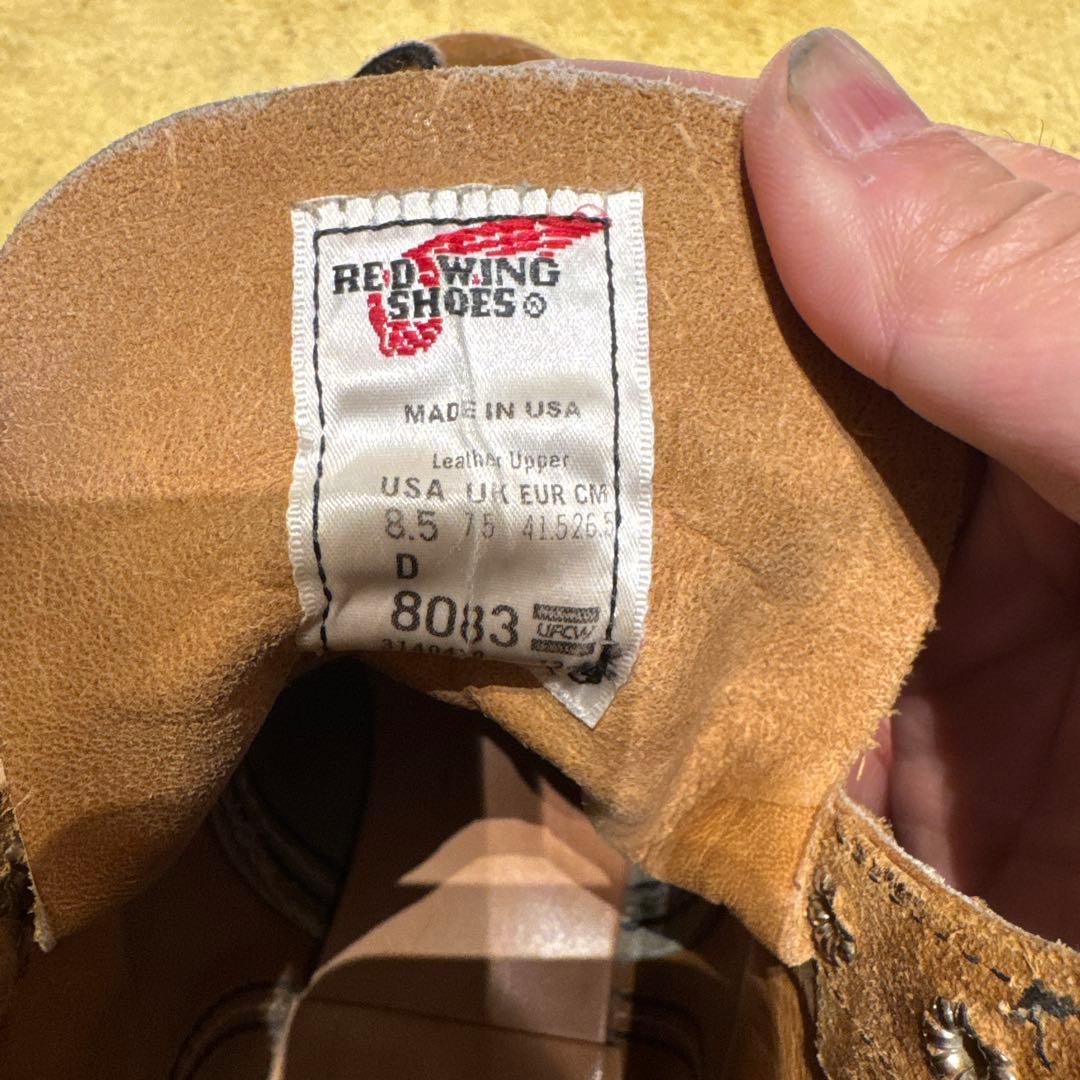 RED WING
SHOES®
MADE IN USA
Leather Upper
USA UK EUR CM
8.5 7.5 41.5 26.5
D
8083
UFCW